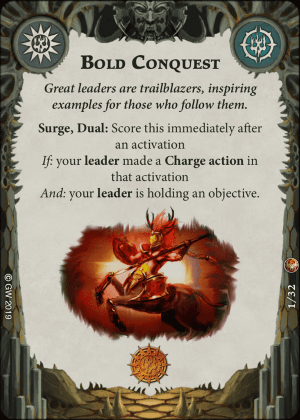 BOLD CONQUEST
Great leaders are trailblazers, inspiring
examples for those who follow them.
Surge, Dual: Score this immediately after
an activation
If: your leader made a Charge action in
that activation
And: your leader is holding an objective.
© GW 2019
1/32